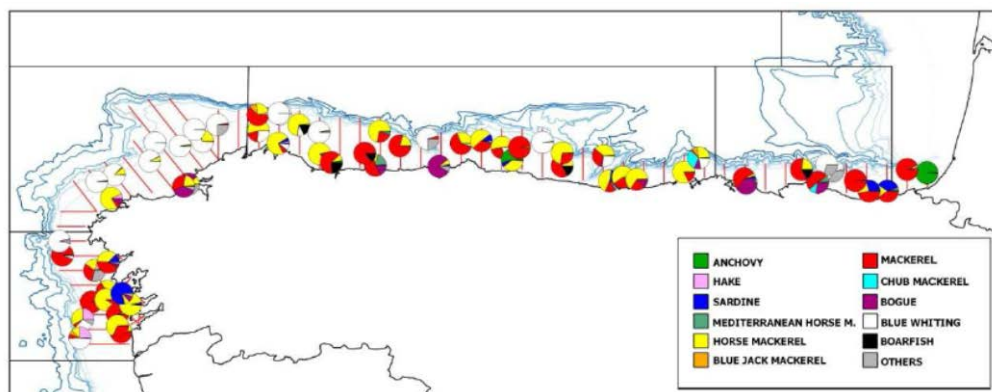 ANCHOVY
HAKE
SARDINE
MEDITERRANEAN HORSE M.
HORSE MACKEREL
BLUE JACK MACKEREL
MACKEREL
CHUB MACKEREL
BOGUE
BLUE WHITING
BOARFISH
OTHERS